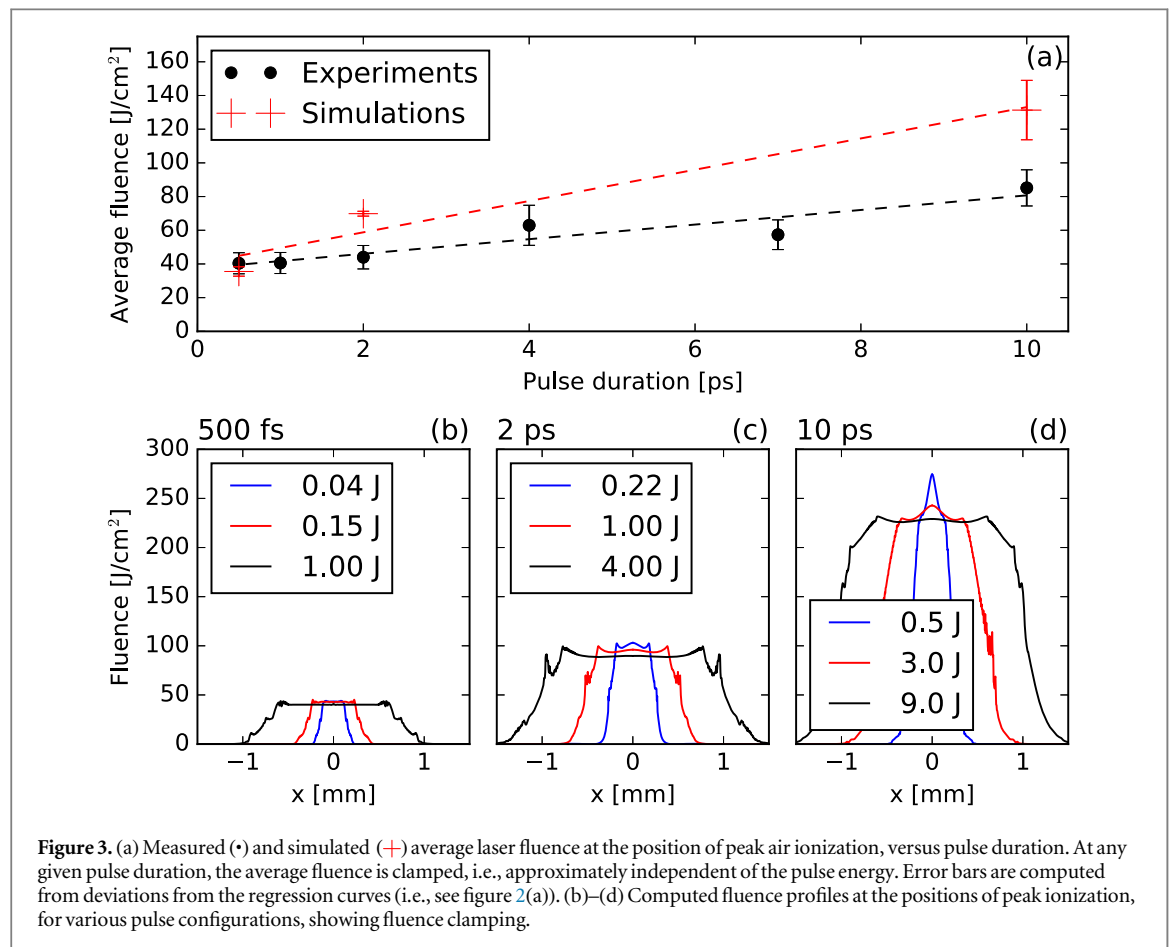 (a)
Experiments
Simulations
Average fluence [J/cm²]
160
140
120
100
80
60
40
20
0
0 2 4 6 8 10
Pulse duration [ps]
500 fs (b)
0.04 J
0.15 J
1.00 J
Fluence [J/cm²]
300
250
200
150
100
50
0
−1 0 1
x [mm]
2 ps (c)
0.22 J
1.00 J
4.00 J
−1 0 1
x [mm]
10 ps (d)
0.5 J
3.0 J
9.0 J
−1 0 1
x [mm]
Figure 3. (a) Measured (•) and simulated (+) average laser fluence at the position of peak air ionization, versus pulse duration. At any
given pulse duration, the average fluence is clamped, i.e., approximately independent of the pulse energy. Error bars are computed
from deviations from the regression curves (i.e., see figure 2(a)). (b)–(d) Computed fluence profiles at the positions of peak ionization,
for various pulse configurations, showing fluence clamping.